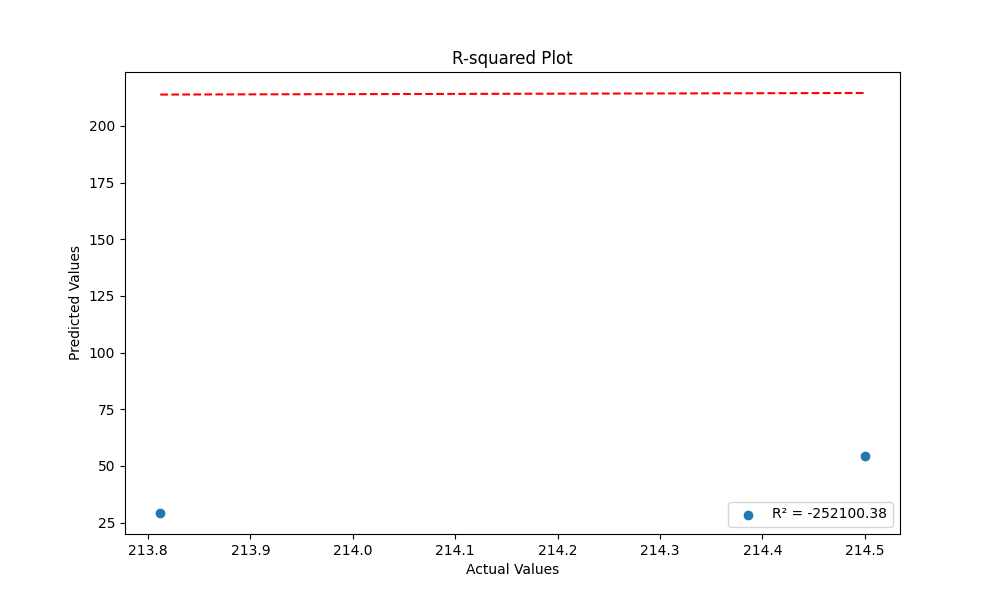 R-squared Plot
Predicted Values
200
175
150
125
100
75
50
25
R² = -252100.38
213.8 213.9 214.0 214.1 214.2 214.3 214.4 214.5
Actual Values